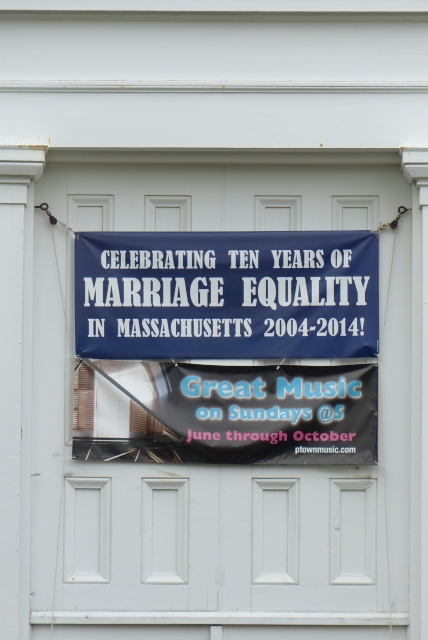 CELEBRATING TEN YEARS OF
MARRIAGE EQUALITY
IN MASSACHUSETTS 2004-2014!
Great Music
on Sundays @5
June through October
ptownmusic.com